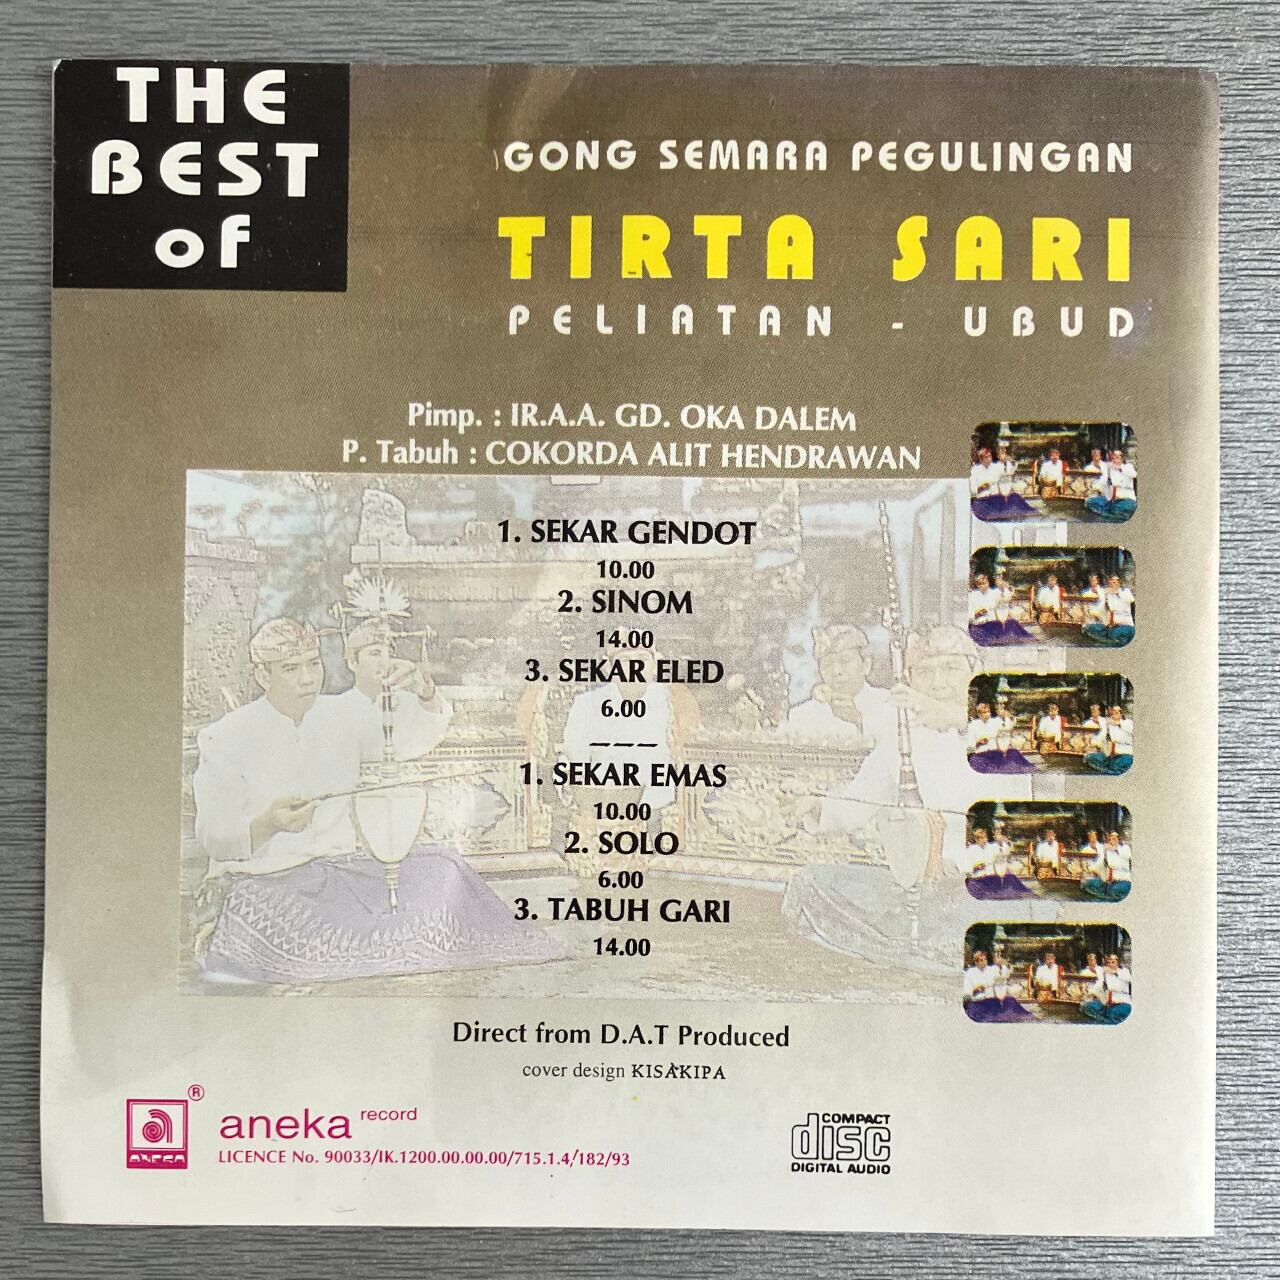 THE
BEST
of
GONG SEMARA PEGULINGAN
TIRTA SARI
PELIATAN - UBUD
Pimp. : IR.A.A. GD. OKA DALEM
P. Tabuh : COKORDA ALIT HENDRAWAN
1. SEKAR GENDOT
10.00
2. SINOM
14.00
3. SEKAR ELED
6.00
_ _ _
1. SEKAR EMAS
10.00
2. SOLO
6.00
3. TABUH GARI
14.00
Direct from D.A.T Produced
cover design KISAKIPA
ANEKA
®
aneka record
LICENCE No. 90033/IK.1200.00.00.00/715.1.4/182/93
COMPACT
disc
DIGITAL AUDIO